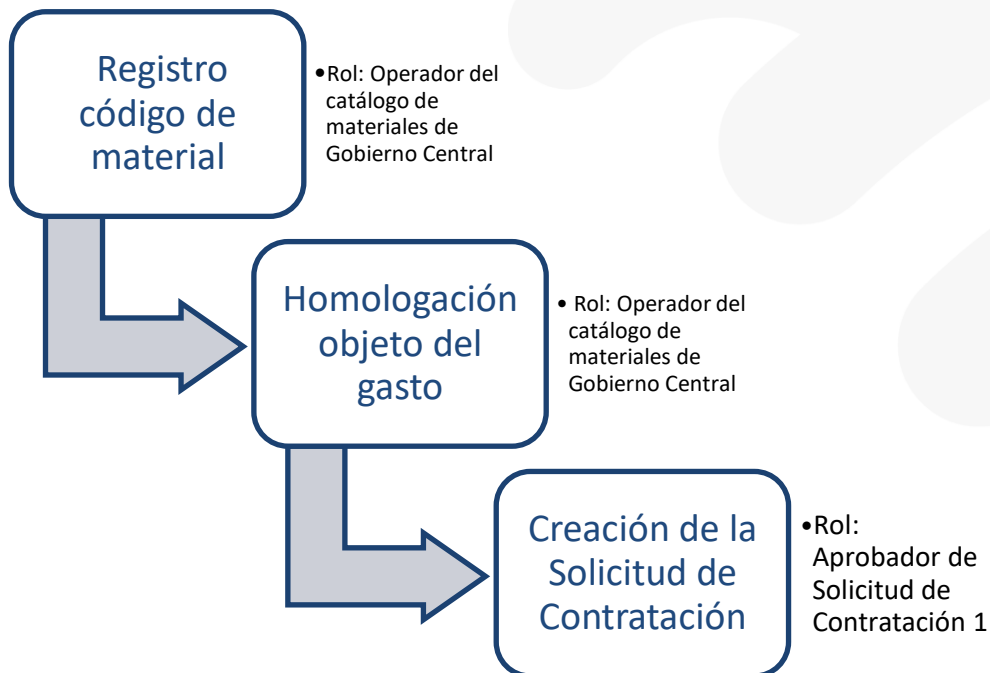 Registro
código de
material
•Rol: Operador del
catálogo de
materiales de
Gobierno Central
Homologación
objeto del
gasto
• Rol: Operador del
catálogo de
materiales de
Gobierno Central
Creación de la
Solicitud de
Contratación
•Rol:
Aprobador de
Solicitud de
Contratación 1